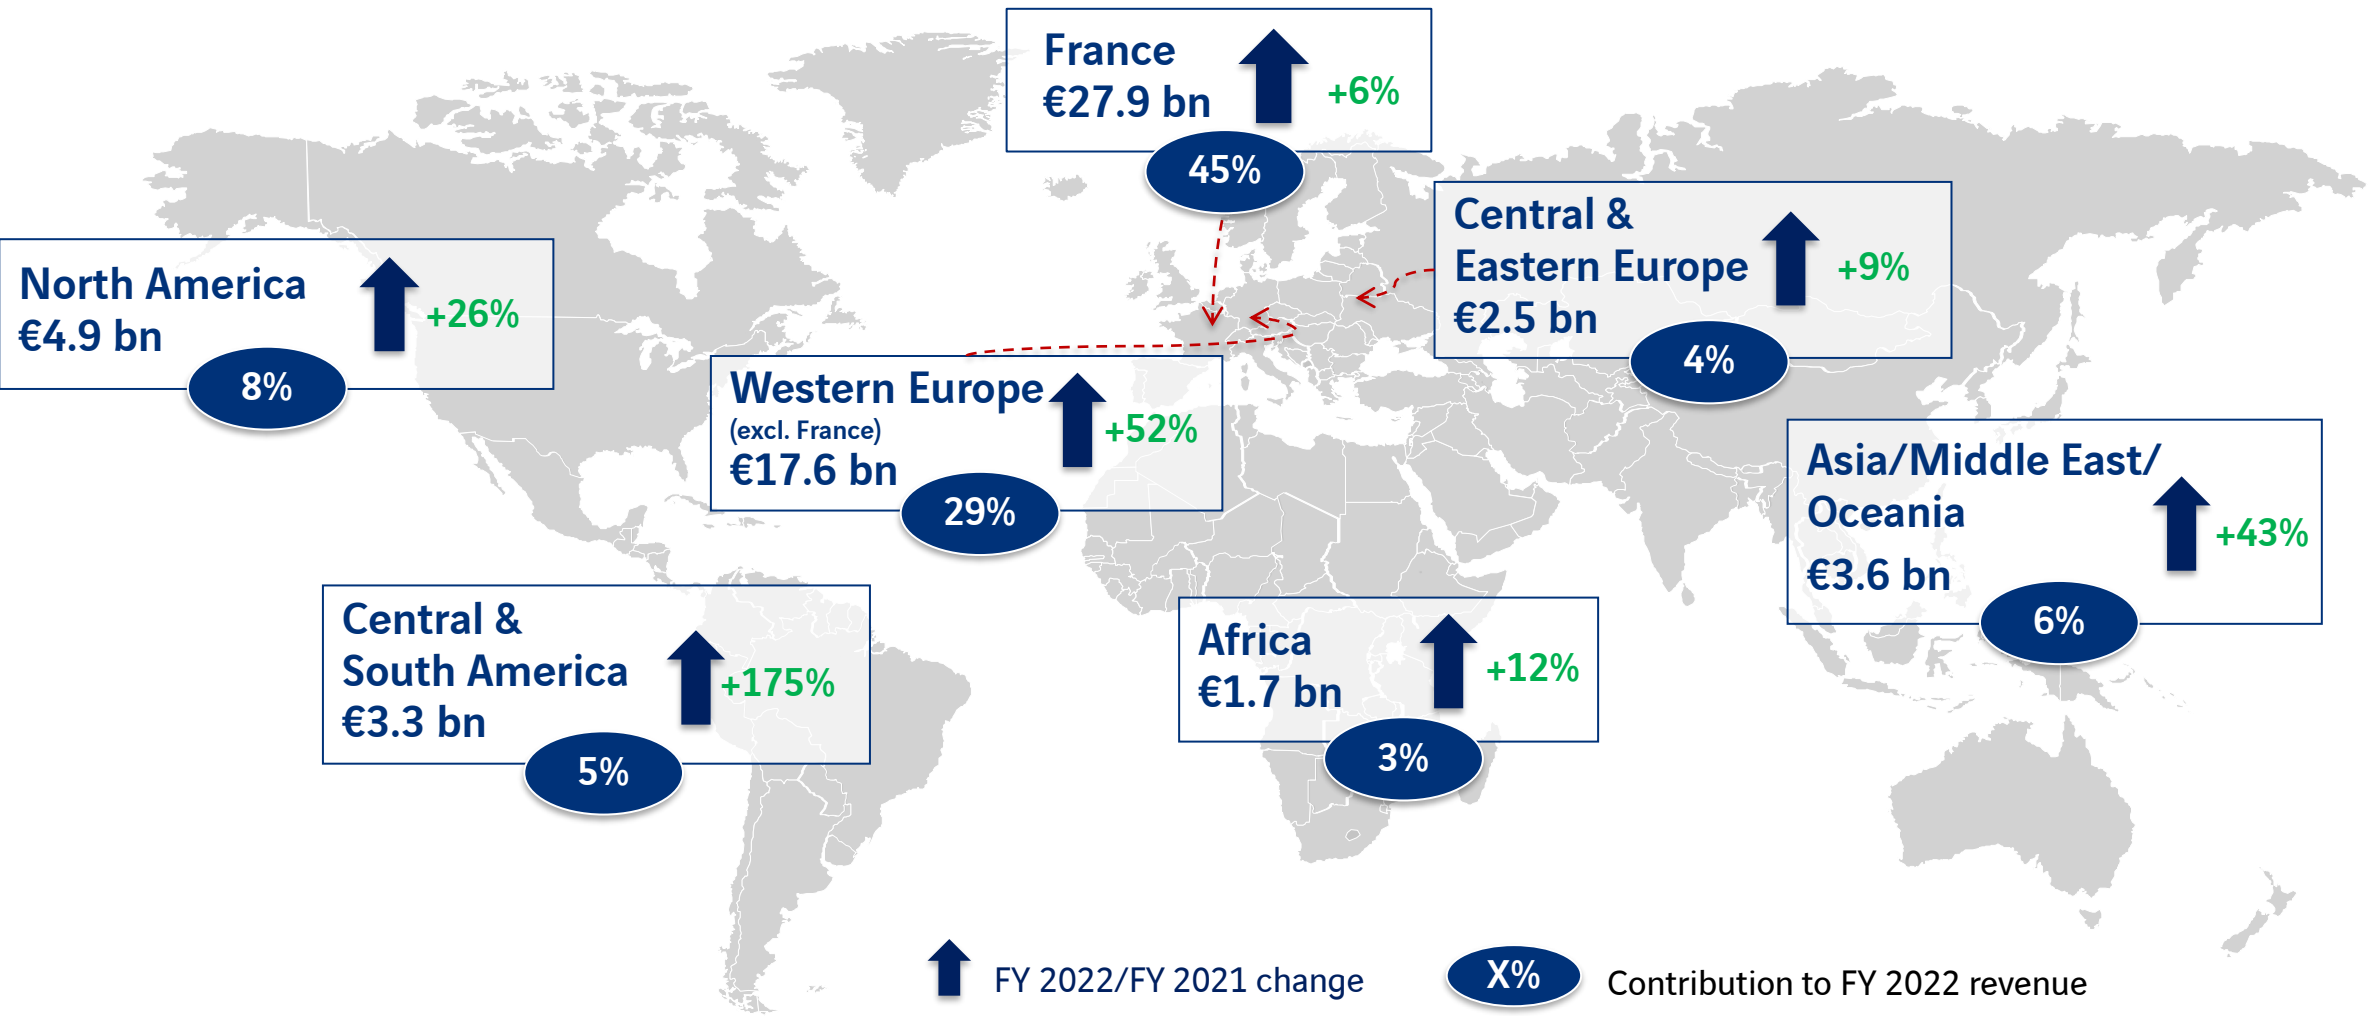 France
€27.9 bn
+6%
45%
Central &
Eastern Europe
€2.5 bn
+9%
4%
North America
€4.9 bn
+26%
8%
Western Europe
(excl. France)
€17.6 bn
+52%
29%
Asia/Middle East/
Oceania
€3.6 bn
+43%
6%
Central &
South America
€3.3 bn
+175%
5%
Africa
€1.7 bn
+12%
3%
FY 2022/FY 2021 change
X%
Contribution to FY 2022 revenue